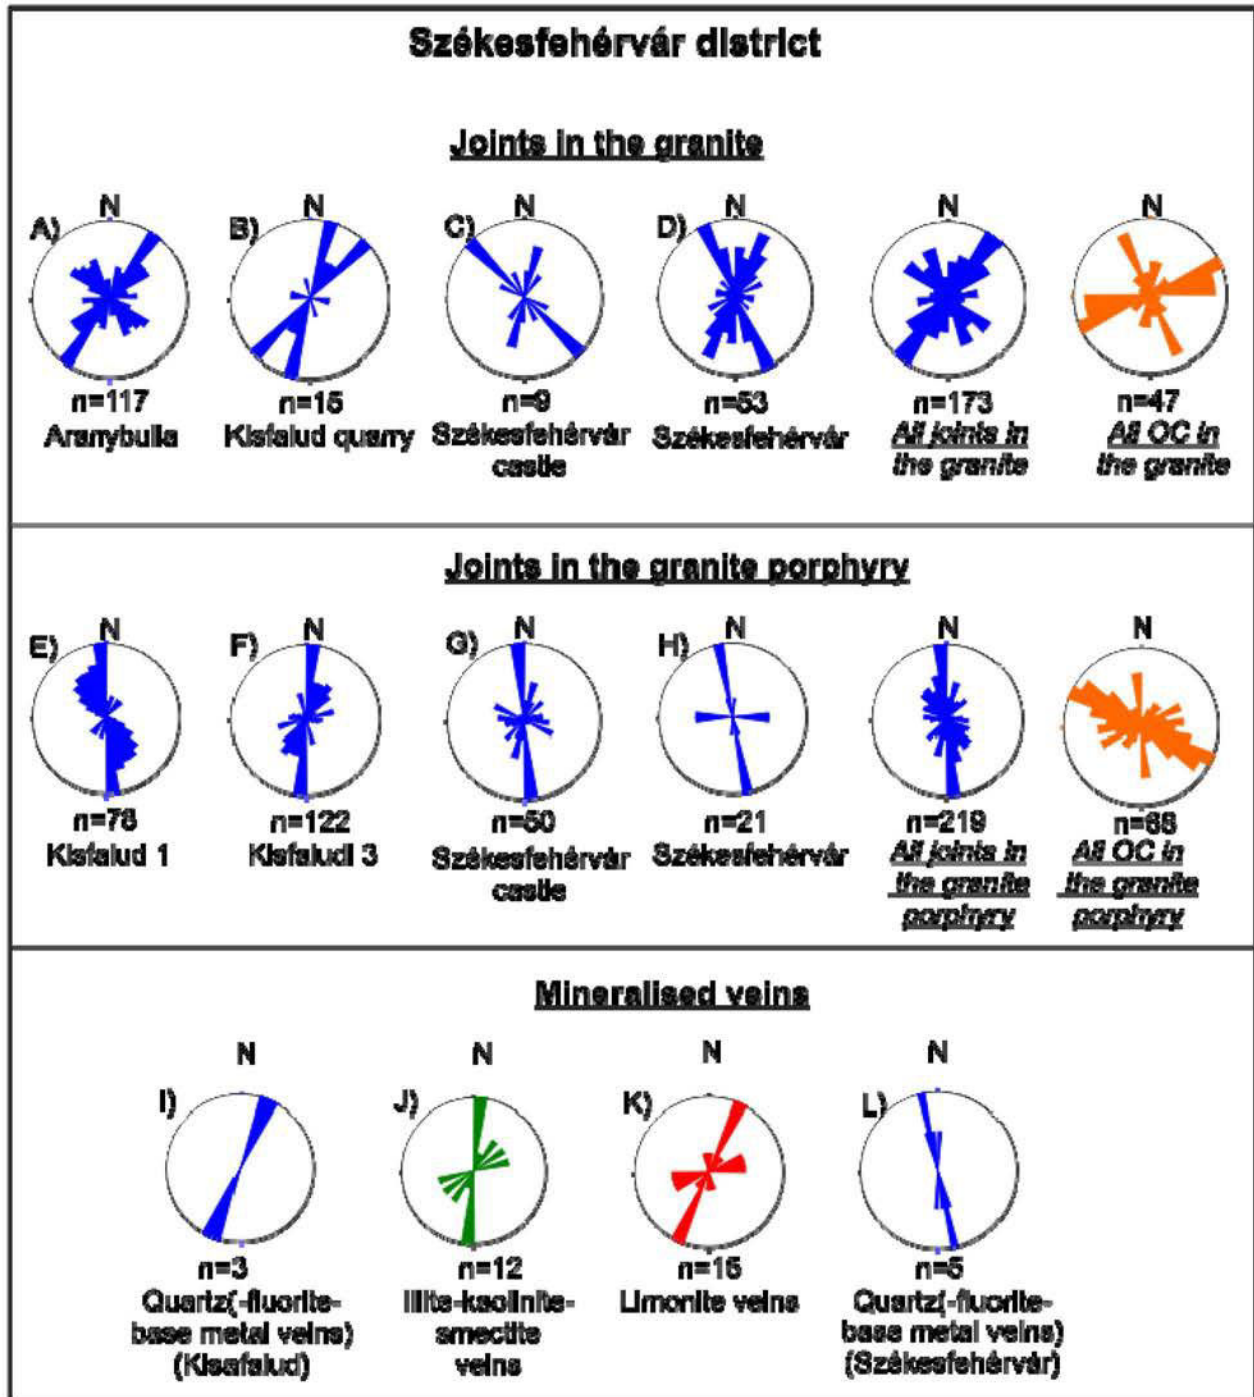 Székesfehérvár district
Joints in the granite
A) N
B) N
C) N
D) N
N
N
n=117
Aranybulla
n=15
Kisfalud quarry
n=9
Székesfehérvár
castle
n=53
Székesfehérvár
n=173
All joints in
the granite
n=47
All OC in
the granite
Joints in the granite porphyry
E) N
F) N
G) N
H) N
N
N
n=78
Kisfalud 1
n=122
Kisfaludi 3
n=50
Székesfehérvár
castle
n=21
Székesfehérvár
n=219
All joints in
the granite
porphyry
n=68
All OC in
the granite
porphyry
Mineralised veins
I) N
J) N
K) N
L) N
n=3
Quartz(-fluorite-
base metal veins)
(Kisafalud)
n=12
Illite-kaolinite-
smectite
veins
n=15
Limonite veins
n=5
Quartz(-fluorite-
base metal veins)
(Székesfehérvár)